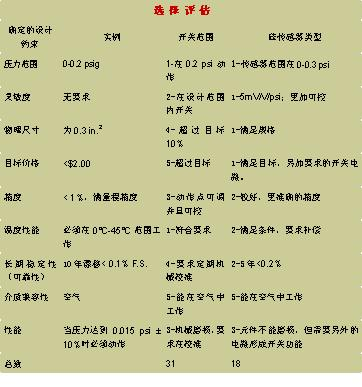 选择评估
确定的设计 实例 开关范围 硅传感器类型
约束
压力范围 0-0.2 psig 1-在 0.2 psi 动 1-传感器范围在 0-0.3 psi
作
灵敏度 无要求 2-在设计范围 1-5mV/V/psi；更加可控
内开关
物理尺寸 为 0.3 in.² 4-超过目标 1-满足规格
10%
目标价格 <$2.00 5-超过目标 1-满足目标，另加要求的开关电
路。
精度 < 1%，满量程精度 3-动作点可调 2-较好，更准确的精度
并且可控
温度性能 必须在 0℃-45℃ 范围工 1-符合要求 2-满足条件，要求补偿
作
长期稳定性 10 年漂移< 0.1% F.S. 4-要求定期机 2-5 年<0.2%
（可靠性） 械校准
介质兼容性 空气 5-能在空气中 5-能在空气中工作
工作
性能 当压力达到 0.015 psi ± 3-机械磨损，要 3-元件不能磨损，但需要另外的
10%时必须动作 求在校准 电路形成开关功能
总数 31 18